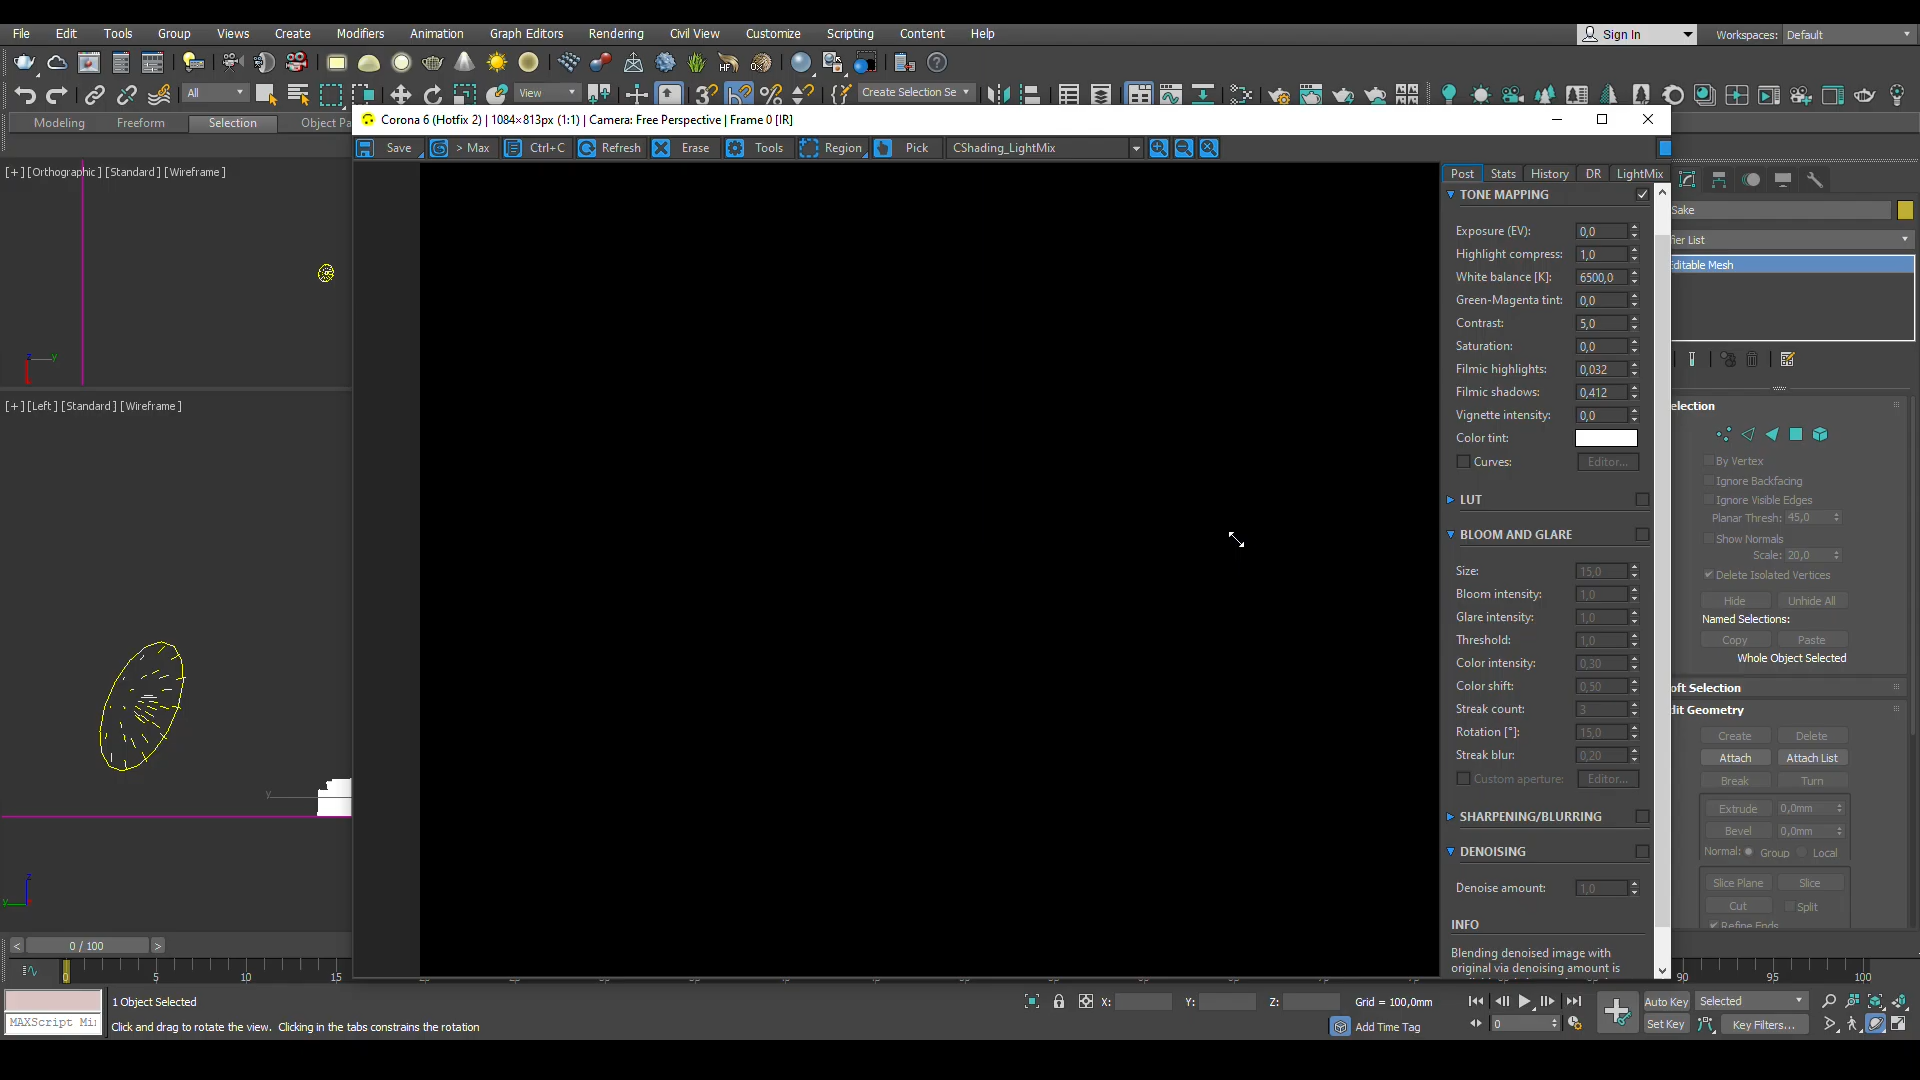 File Edit Tools Group Views Create Modifiers Animation Graph Editors Rendering Civil View Customize Scripting Content Help Sign In Workspaces: Default
All View Create Selection Se
Modeling Freeform Selection Object Pa
Corona 6 (Hotfix 2) | 1084×813px (1:1) | Camera: Free Perspective | Frame 0 [IR]
Save > Max Ctrl+C Refresh Erase Tools Region Pick CShading_LightMix
[+] [Orthographic] [Standard] [Wireframe]
[+] [Left] [Standard] [Wireframe]
Post Stats History DR LightMix
TONE MAPPING
Exposure (EV): 0,0
Highlight compress: 1,0
White balance [K]: 6500,0
Green-Magenta tint: 0,0
Contrast: 5,0
Saturation: 0,0
Filmic highlights: 0,032
Filmic shadows: 0,412
Vignette intensity: 0,0
Color tint:
Curves: Editor...
LUT
BLOOM AND GLARE
Size: 15,0
Bloom intensity: 1,0
Glare intensity: 1,0
Threshold: 1,0
Color intensity: 0,30
Color shift: 0,50
Streak count: 3
Rotation [°]: 15,0
Streak blur: 0,20
Custom aperture: Editor...
SHARPENING/BLURRING
DENOISING
Denoise amount: 1,0
INFO
Blending denoised image with
original via denoising amount is
Sake
ier List
Editable Mesh
election
By Vertex
Ignore Backfacing
Ignore Visible Edges
Planar Thresh: 45,0
Show Normals
Scale: 20,0
Delete Isolated Vertices
Hide Unhide All
Named Selections:
Copy Paste
Whole Object Selected
oft Selection
dit Geometry
Create Delete
Attach Attach List
Break Turn
Extrude 0,0mm
Bevel 0,0mm
Normal: Group Local
Slice Plane Slice
Cut Split
Refine Ends
y
z
y
z
y
< 0 / 100 >
0 5 10 15 90 95 100
1 Object Selected X: Y: Z: Grid = 100,0mm Auto Key Selected
MAXScript Mi Click and drag to rotate the view. Clicking in the tabs constrains the rotation Add Time Tag 0 Set Key Key Filters...